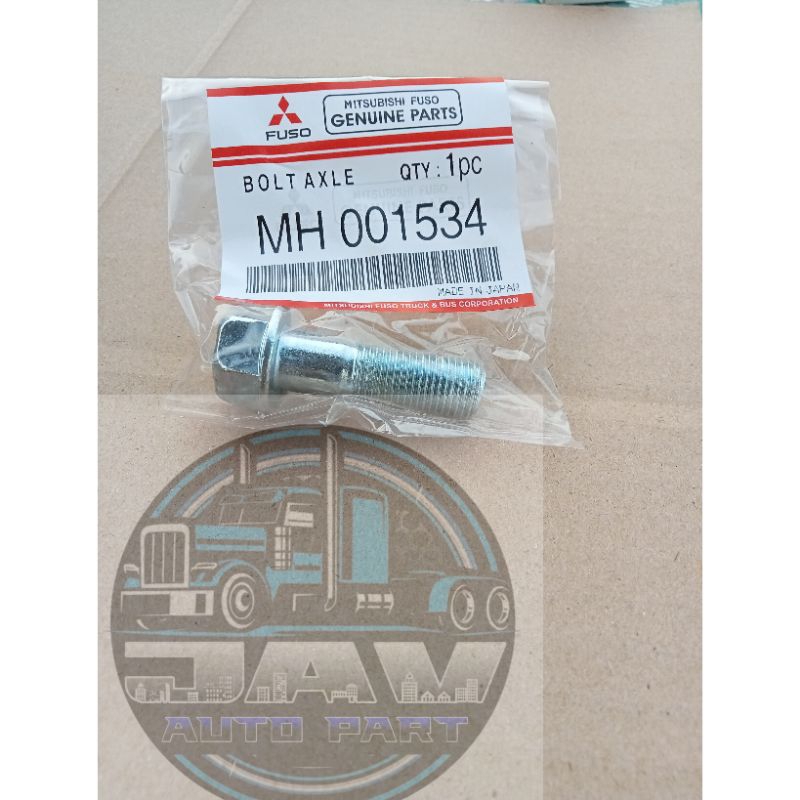 FUSO
MITSUBISHI FUSO
GENUINE PARTS
BOLT AXLE QTY : 1pc
MH 001534
MADE IN JAPAN
MITSUBISHI FUSO TRUCK & BUS CORPORATION
JAV
AUTO PART